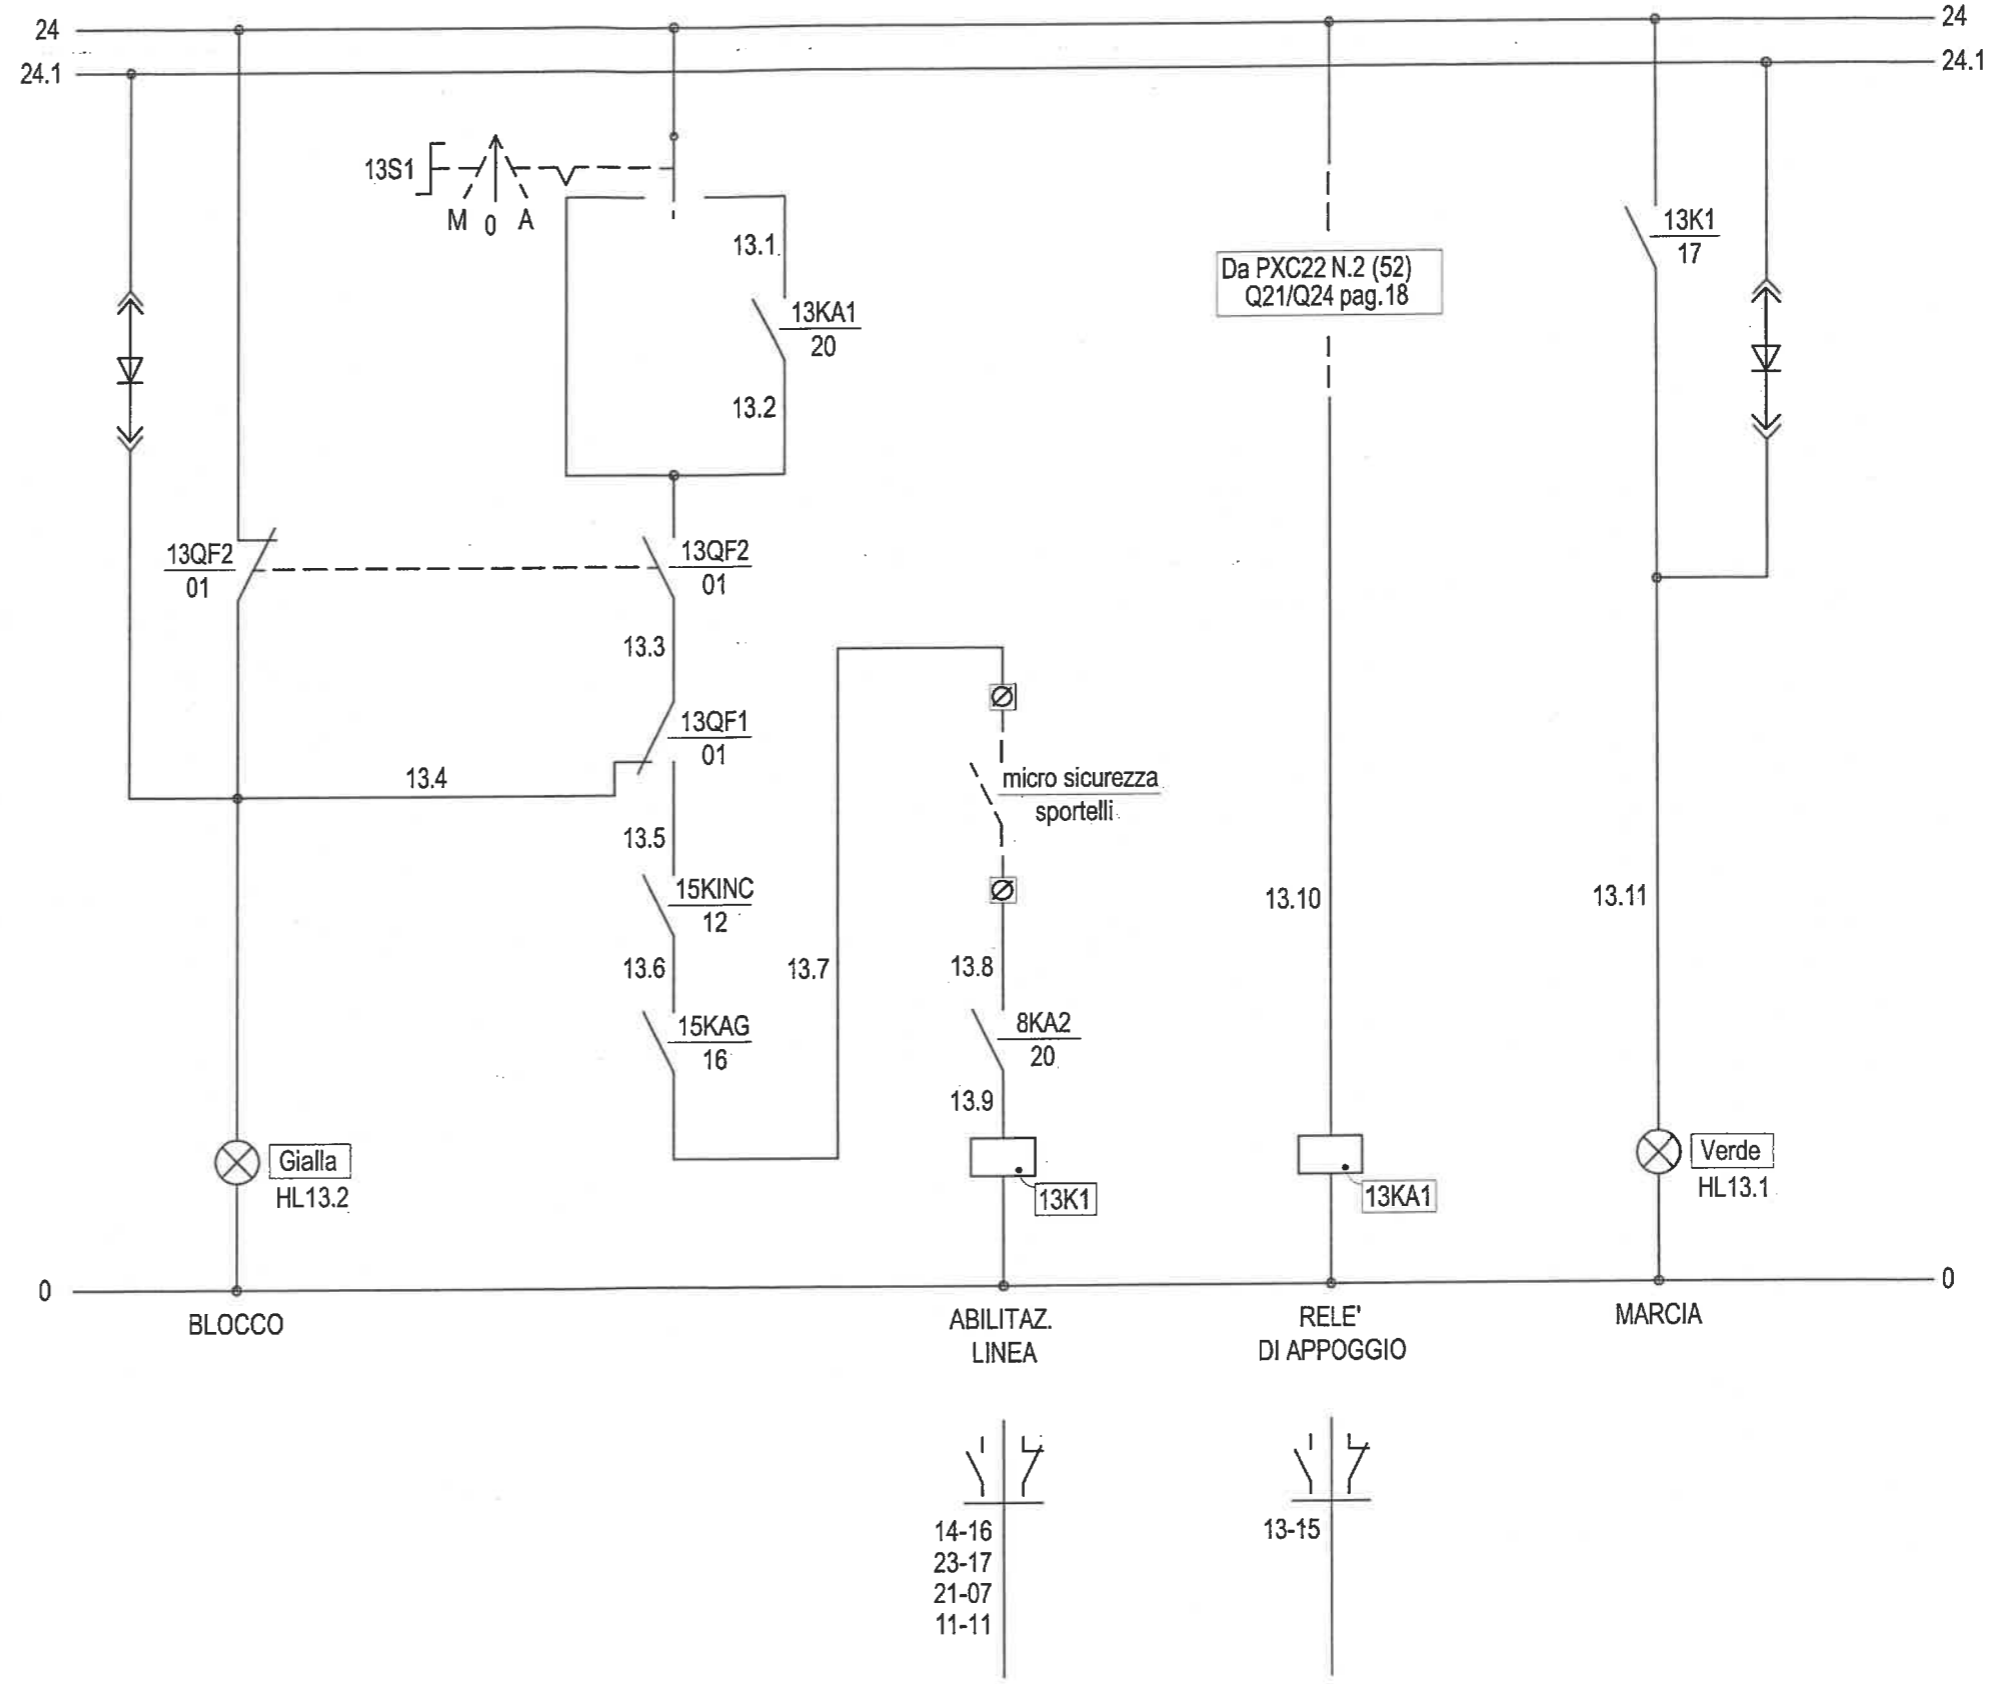 24
24
24.1
24.1
13S1
M 0 A
13.1
13KA1
20
13.2
Da PXC22 N.2 (52)
Q21/Q24 pag.18
13K1
17
13QF2
01
13QF2
01
13.3
13QF1
01
13.4
micro sicurezza
sportelli
13.5
15KINC
12
13.6
13.7
13.8
13.10
13.11
15KAG
16
8KA2
20
13.9
Gialla
HL13.2
13K1
13KA1
Verde
HL13.1
0
0
BLOCCO
ABILITAZ.
LINEA
RELE'
DI APPOGGIO
MARCIA
14-16
23-17
21-07
11-11
13-15